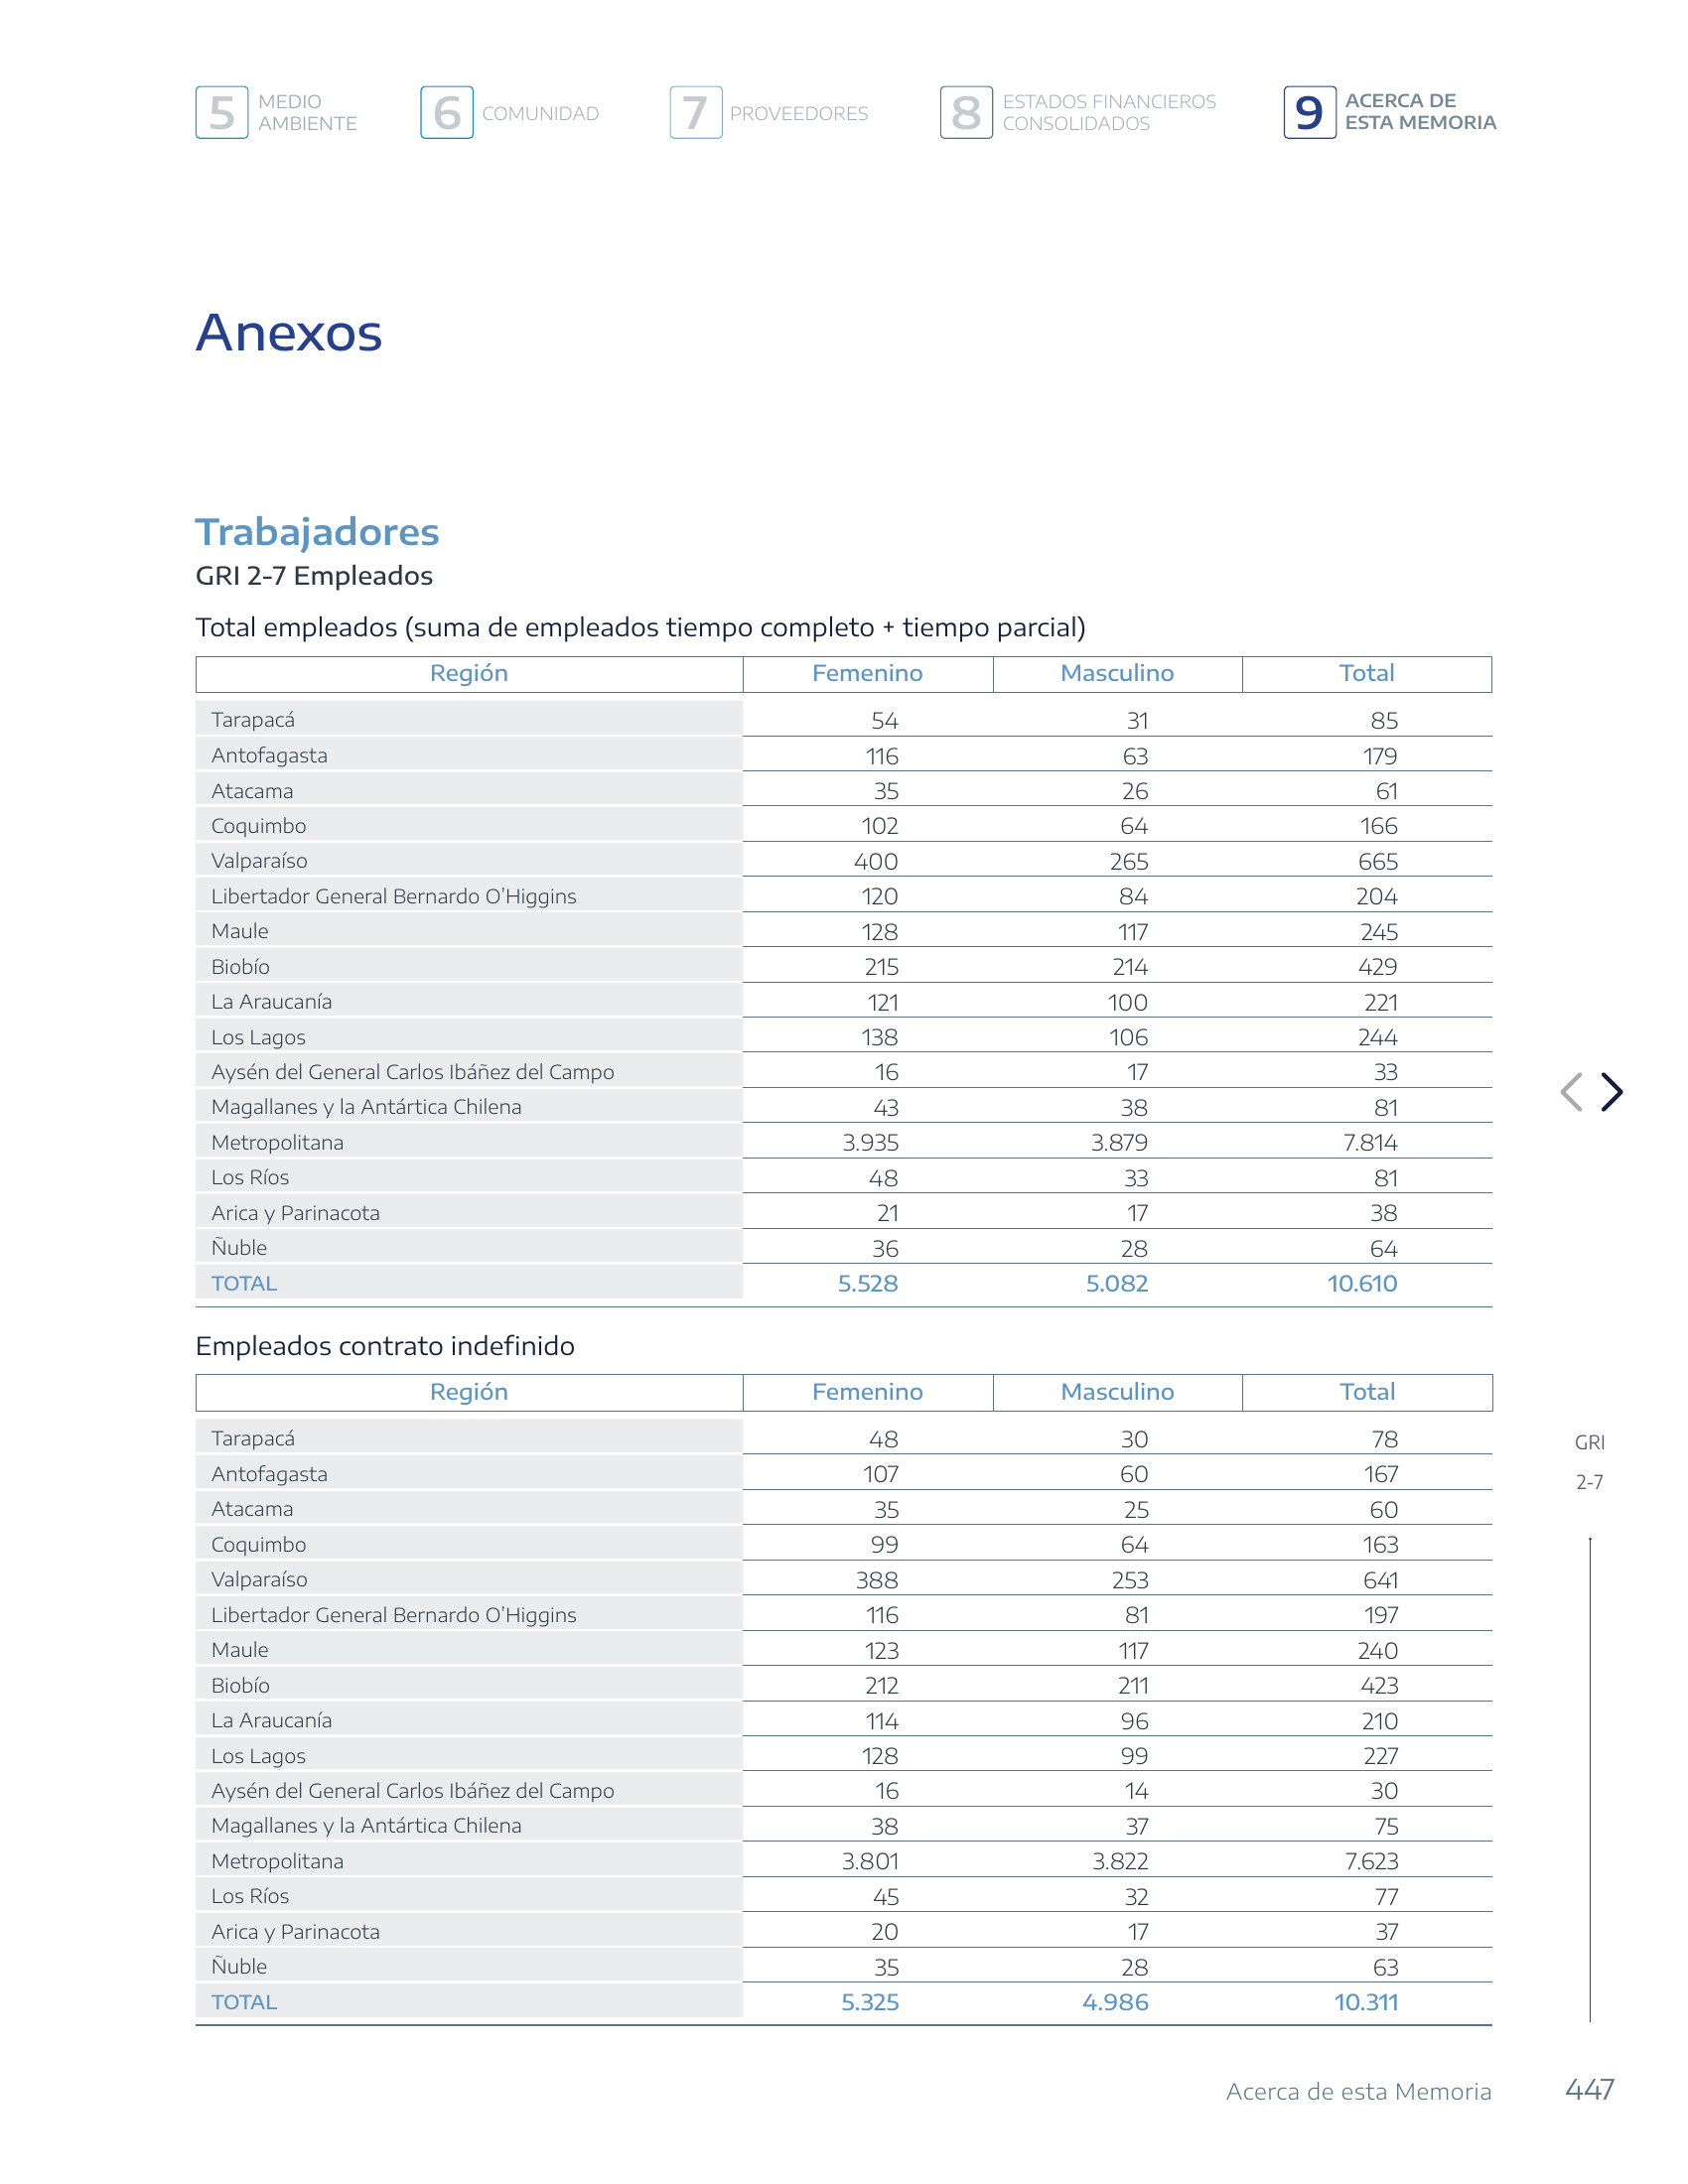 5 MEDIO AMBIENTE
6 COMUNIDAD
7 PROVEEDORES
8 ESTADOS FINANCIEROS CONSOLIDADOS
9 ACERCA DE ESTA MEMORIA
Anexos
Trabajadores
GRI 2-7 Empleados
Total empleados (suma de empleados tiempo completo + tiempo parcial)
Región Femenino Masculino Total
Tarapacá 54 31 85
Antofagasta 116 63 179
Atacama 35 26 61
Coquimbo 102 64 166
Valparaíso 400 265 665
Libertador General Bernardo O’Higgins 120 84 204
Maule 128 117 245
Biobío 215 214 429
La Araucanía 121 100 221
Los Lagos 138 106 244
Aysén del General Carlos Ibáñez del Campo 16 17 33
Magallanes y la Antártica Chilena 43 38 81
Metropolitana 3.935 3.879 7.814
Los Ríos 48 33 81
Arica y Parinacota 21 17 38
Ñuble 36 28 64
TOTAL 5.528 5.082 10.610
Empleados contrato indefinido
Región Femenino Masculino Total
Tarapacá 48 30 78
Antofagasta 107 60 167
Atacama 35 25 60
Coquimbo 99 64 163
Valparaíso 388 253 641
Libertador General Bernardo O’Higgins 116 81 197
Maule 123 117 240
Biobío 212 211 423
La Araucanía 114 96 210
Los Lagos 128 99 227
Aysén del General Carlos Ibáñez del Campo 16 14 30
Magallanes y la Antártica Chilena 38 37 75
Metropolitana 3.801 3.822 7.623
Los Ríos 45 32 77
Arica y Parinacota 20 17 37
Ñuble 35 28 63
TOTAL 5.325 4.986 10.311
GRI
2-7
Acerca de esta Memoria 447